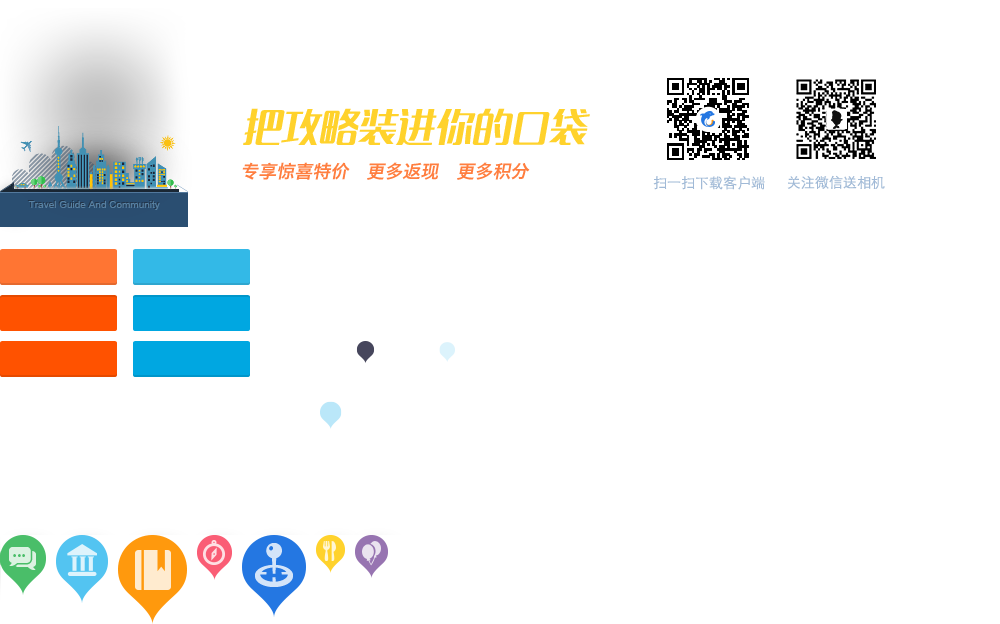 把攻略装进你的口袋
专享惊喜特价 更多返现 更多积分
扫一扫下载客户端
关注微信送相机
Travel Guide And Community